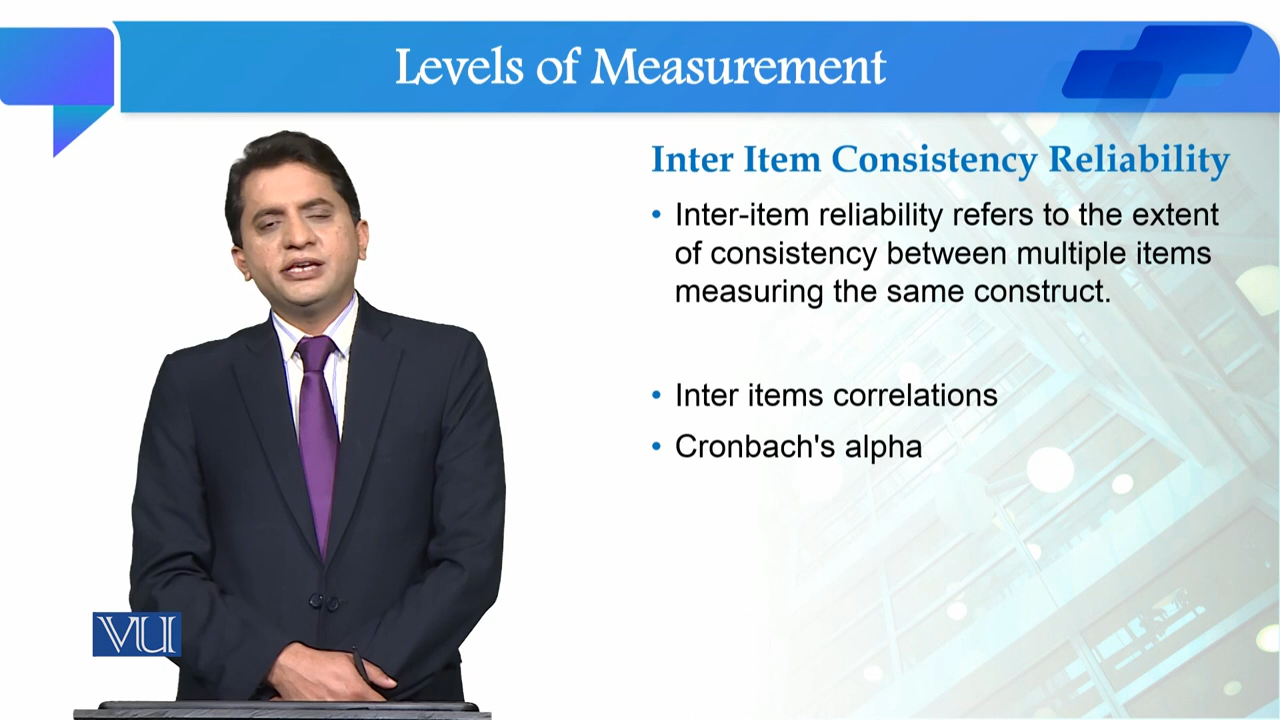 Levels of Measurement
Inter Item Consistency Reliability
• Inter-item reliability refers to the extent
of consistency between multiple items
measuring the same construct.
• Inter items correlations
• Cronbach's alpha
VU